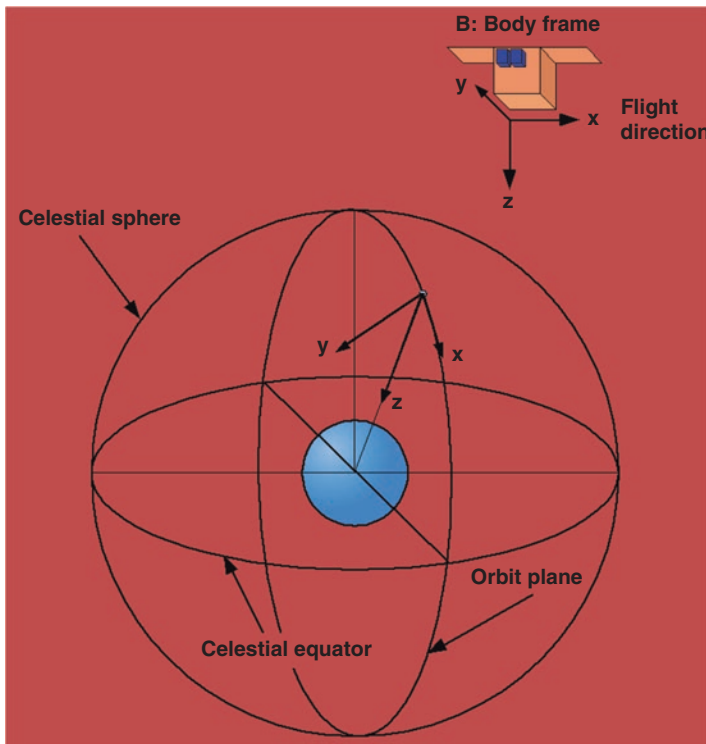 B: Body frame
y
x
Flight
direction
z
Celestial sphere
y
x
z
Orbit plane
Celestial equator